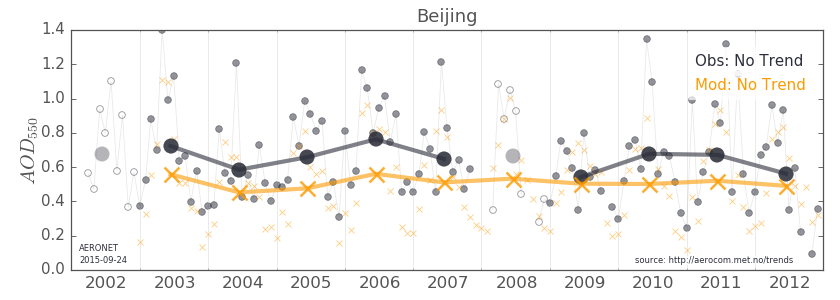 Beijing
1.4
1.2
1.0
0.8
0.6
0.4
0.2
0.0
AOD550
Obs: No Trend
Mod: No Trend
AERONET
2015-09-24
source: http://aerocom.met.no/trends
2002 2003 2004 2005 2006 2007 2008 2009 2010 2011 2012